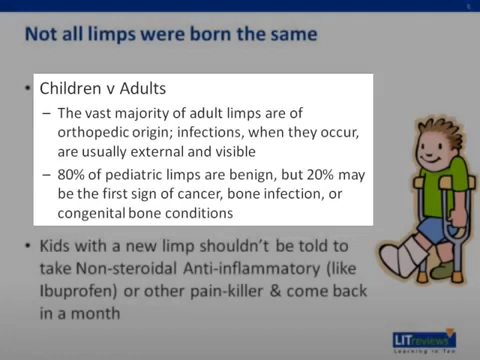 6
Not all limps were born the same
• Children v Adults
– The vast majority of adult limps are of
orthopedic origin; infections, when they occur,
are usually external and visible
– 80% of pediatric limps are benign, but 20% may
be the first sign of cancer, bone infection, or
congenital bone conditions
• Kids with a new limp shouldn't be told to
take Non-steroidal Anti-inflammatory (like
Ibuprofen) or other pain-killer & come back
in a month
LITreviews
Learning is fun